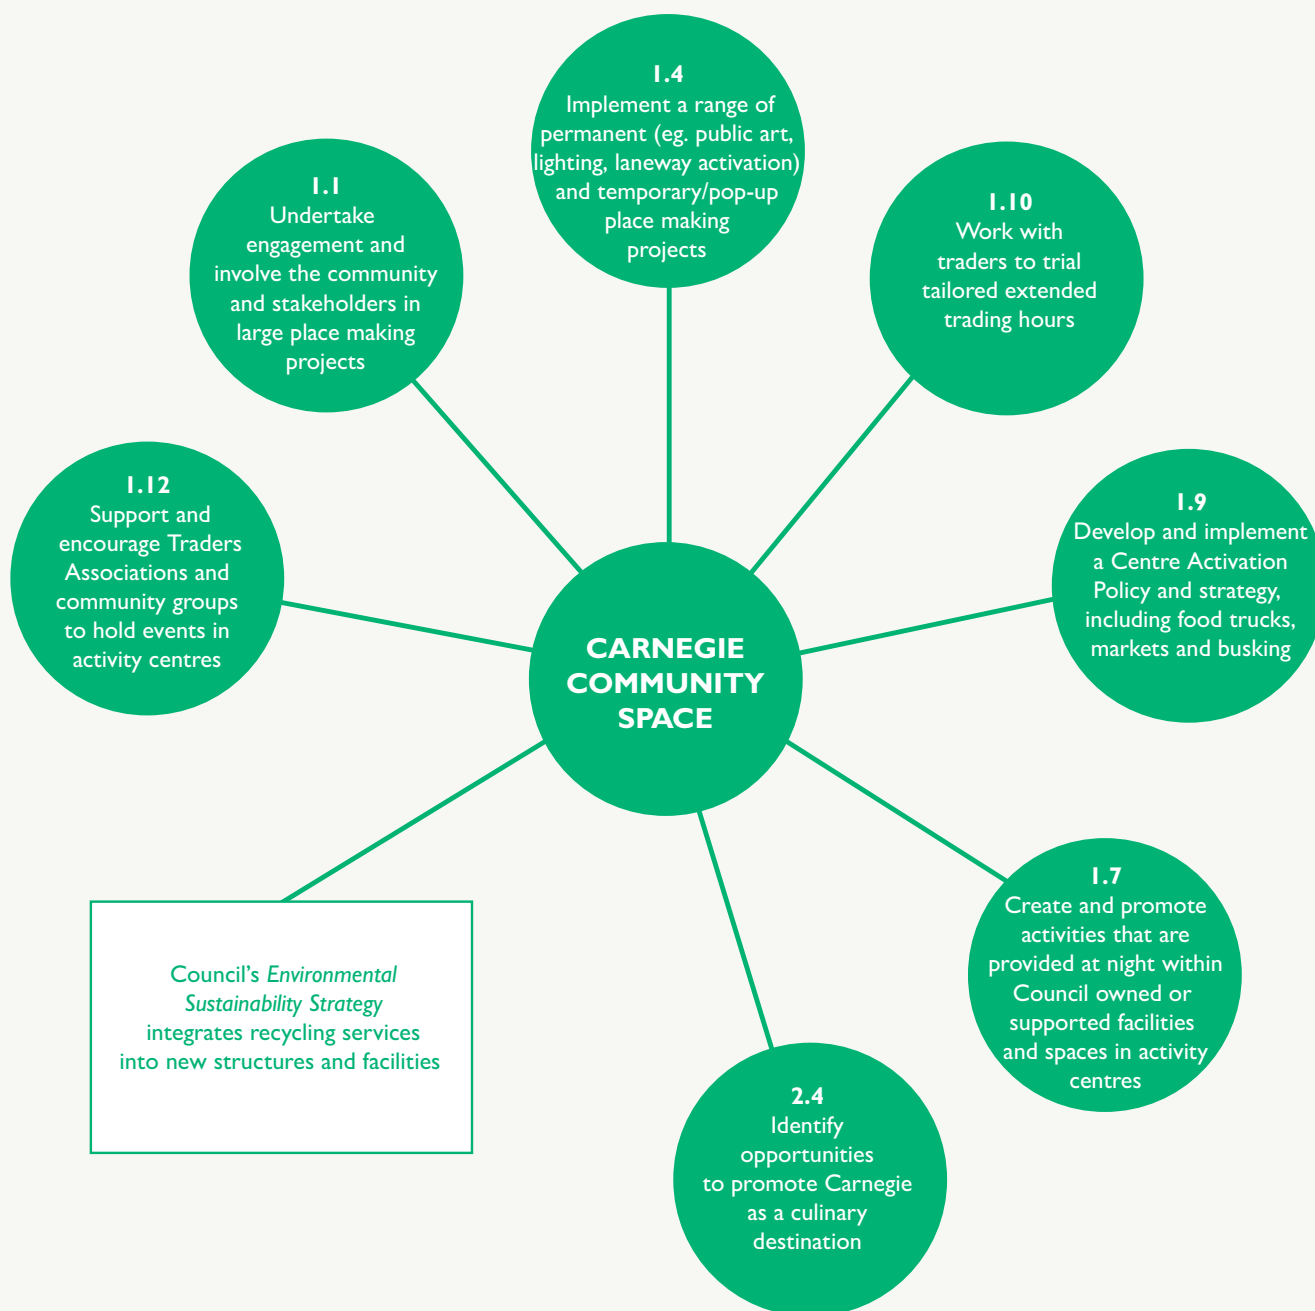 1.4
Implement a range of
permanent (eg. public art,
lighting, laneway activation)
and temporary/pop-up
place making
projects
1.1
Undertake
engagement and
involve the community
and stakeholders in
large place making
projects
1.10
Work with
traders to trial
tailored extended
trading hours
1.12
Support and
encourage Traders
Associations and
community groups
to hold events in
activity centres
1.9
Develop and implement
a Centre Activation
Policy and strategy,
including food trucks,
markets and busking
CARNEGIE
COMMUNITY
SPACE
Council's Environmental
Sustainability Strategy
integrates recycling services
into new structures and facilities
1.7
Create and promote
activities that are
provided at night within
Council owned or
supported facilities
and spaces in activity
centres
2.4
Identify
opportunities
to promote Carnegie
as a culinary
destination